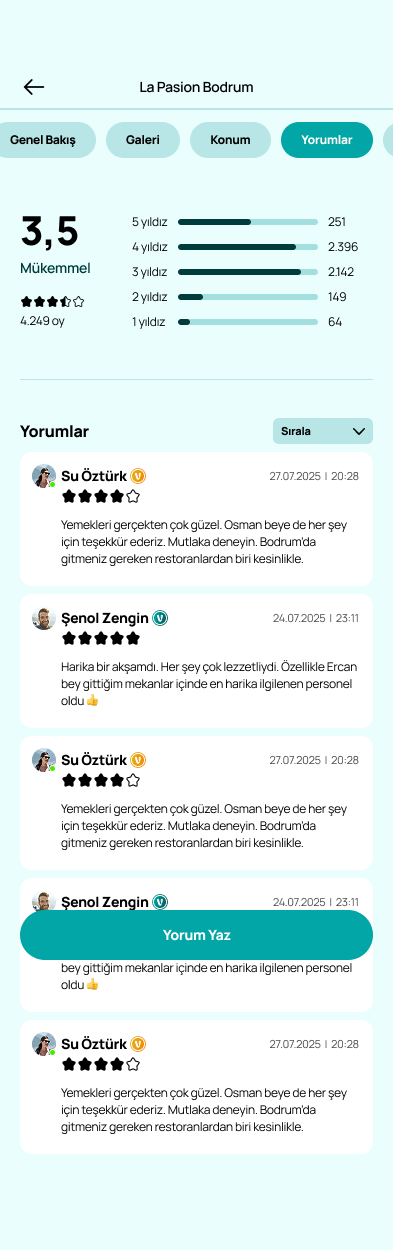 La Pasion Bodrum
Genel Bakış Galeri Konum Yorumlar
3,5
Mükemmel
4.249 oy
5 yıldız 251
4 yıldız 2.396
3 yıldız 2.142
2 yıldız 149
1 yıldız 64
Yorumlar Sırala
Su Öztürk V 27.07.2025 | 20:28
Yemekleri gerçekten çok güzel. Osman beye de her şey
için teşekkür ederiz. Mutlaka deneyin. Bodrum'da
gitmeniz gereken restoranlardan biri kesinlikle.
Şenol Zengin V 24.07.2025 | 23:11
Harika bir akşamdı. Her şey çok lezzetliydi. Özellikle Ercan
bey gittiğim mekanlar içinde en harika ilgilenen personel
oldu 👍
Su Öztürk V 27.07.2025 | 20:28
Yemekleri gerçekten çok güzel. Osman beye de her şey
için teşekkür ederiz. Mutlaka deneyin. Bodrum'da
gitmeniz gereken restoranlardan biri kesinlikle.
Şenol Zengin V 24.07.2025 | 23:11
Yorum Yaz
bey gittiğim mekanlar içinde en harika ilgilenen personel
oldu 👍
Su Öztürk V 27.07.2025 | 20:28
Yemekleri gerçekten çok güzel. Osman beye de her şey
için teşekkür ederiz. Mutlaka deneyin. Bodrum'da
gitmeniz gereken restoranlardan biri kesinlikle.